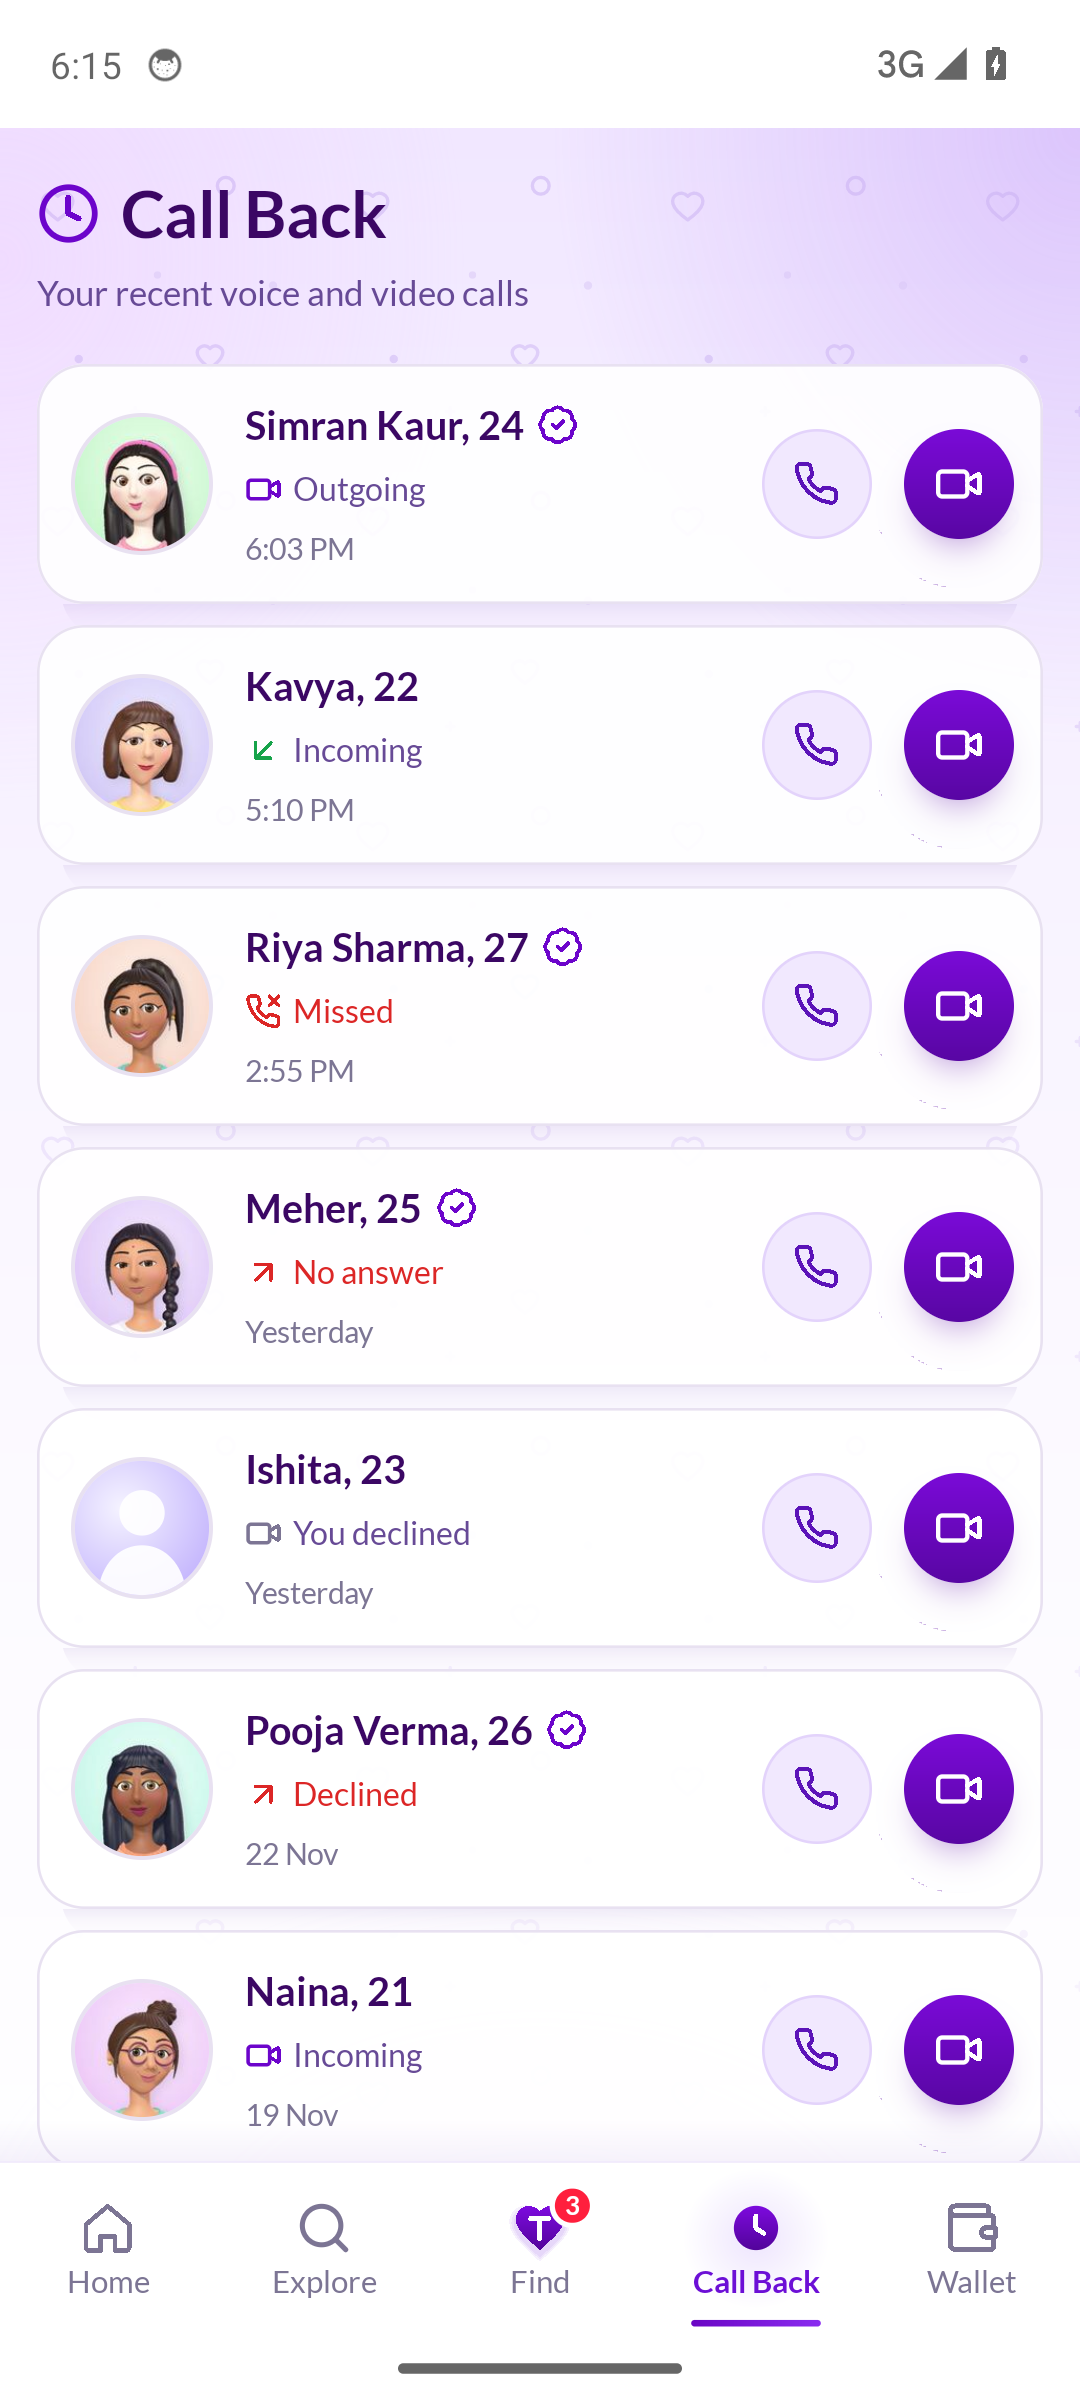 6:15
3G
Call Back
Your recent voice and video calls
Simran Kaur, 24
Outgoing
6:03 PM
Kavya, 22
Incoming
5:10 PM
Riya Sharma, 27
Missed
2:55 PM
Meher, 25
No answer
Yesterday
Ishita, 23
You declined
Yesterday
Pooja Verma, 26
Declined
22 Nov
Naina, 21
Incoming
19 Nov
T 3
Home
Explore
Find
Call Back
Wallet